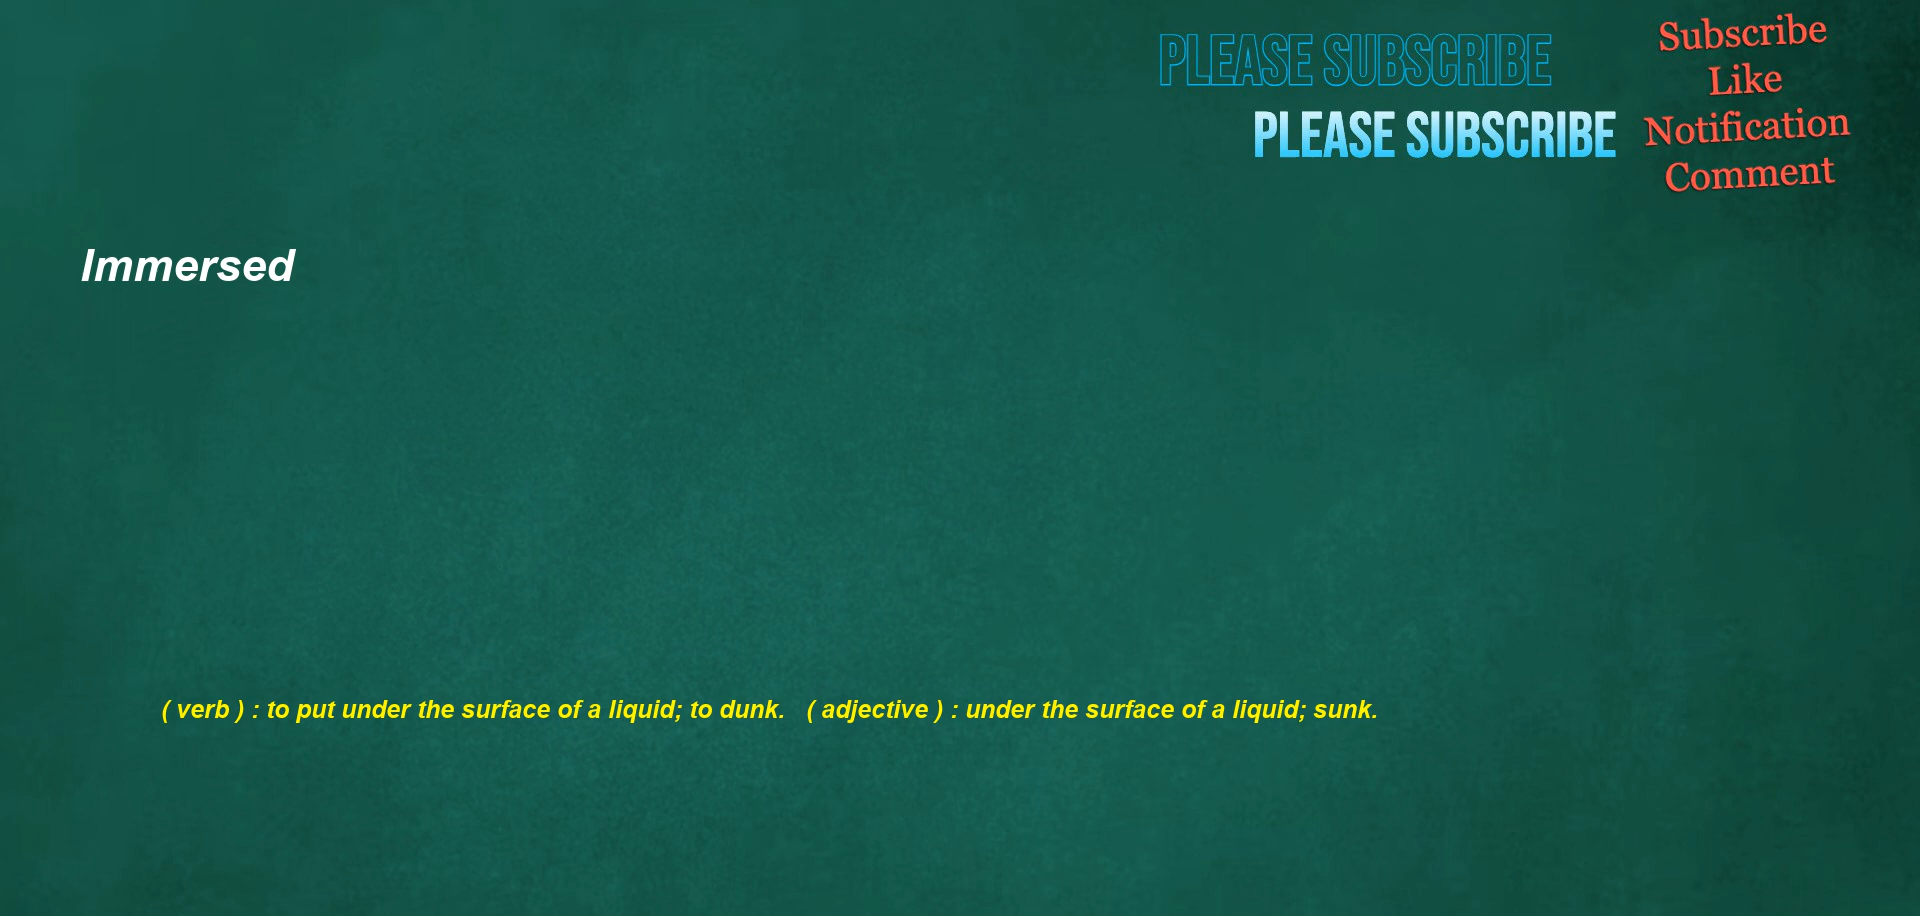 PLEASE SUBSCRIBE
PLEASE SUBSCRIBE
Subscribe
Like
Notification
Comment
Immersed
( verb ) : to put under the surface of a liquid; to dunk.   ( adjective ) : under the surface of a liquid; sunk.